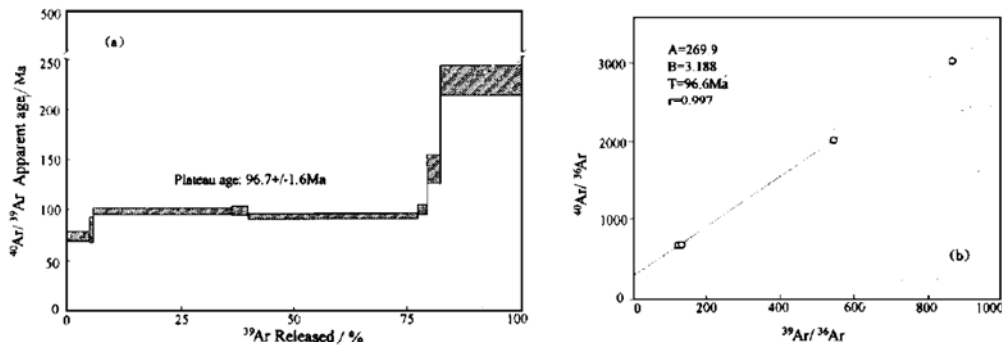 500
(a)
250
200
150
100
50
0
⁴⁰Ar/³⁹Ar Apparent age/Ma
Plateau age: 96.7+/-1.6Ma
0 25 50 75 100
³⁹Ar Released / %
A=269 9
B=3.188
T=96.6Ma
r=0.997
3000
2000
1000
0
⁴⁰Ar/³⁶Ar
(b)
0 200 400 600 800 1000
³⁹Ar/³⁶Ar